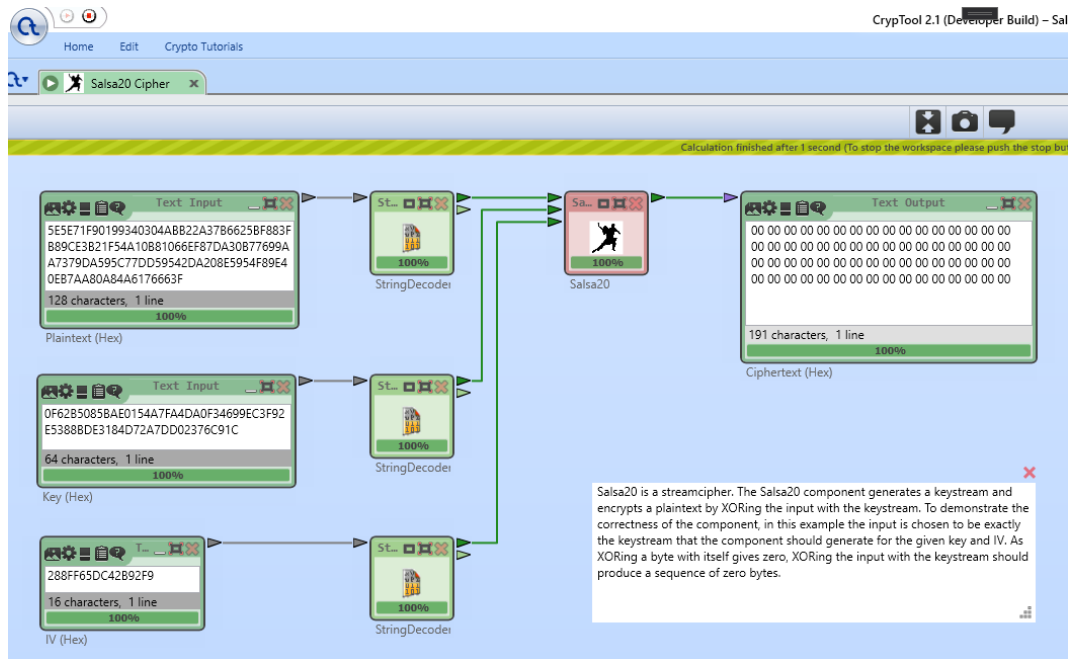 CrypTool 2.1 (Developer Build) – Sal
Home Edit Crypto Tutorials
Salsa20 Cipher
Calculation finished after 1 second (To stop the workspace please push the stop but
Text Input
5E5E71F90199340304ABB22A37B6625BF883F
B89CE3B21F54A10B81066EF87DA30B77699A
A7379DA595C77DD59542DA208E5954F89E4
0EB7AA80A84A6176663F
128 characters, 1 line
100%
Plaintext (Hex)
St...
100%
StringDecoder
Sa...
100%
Salsa20
Text Output
00 00 00 00 00 00 00 00 00 00 00 00 00 00 00 00
00 00 00 00 00 00 00 00 00 00 00 00 00 00 00 00
00 00 00 00 00 00 00 00 00 00 00 00 00 00 00 00
00 00 00 00 00 00 00 00 00 00 00 00 00 00 00 00
191 characters, 1 line
100%
Ciphertext (Hex)
Text Input
0F62B5085BAE0154A7FA4DA0F34699EC3F92
E5388BDE3184D72A7DD02376C91C
64 characters, 1 line
100%
Key (Hex)
St...
100%
StringDecoder
T...
288FF65DC42B92F9
16 characters, 1 line
100%
IV (Hex)
St...
100%
StringDecoder
Salsa20 is a streamcipher. The Salsa20 component generates a keystream and
encrypts a plaintext by XORing the input with the keystream. To demonstrate the
correctness of the component, in this example the input is chosen to be exactly
the keystream that the component should generate for the given key and IV. As
XORing a byte with itself gives zero, XORing the input with the keystream should
produce a sequence of zero bytes.